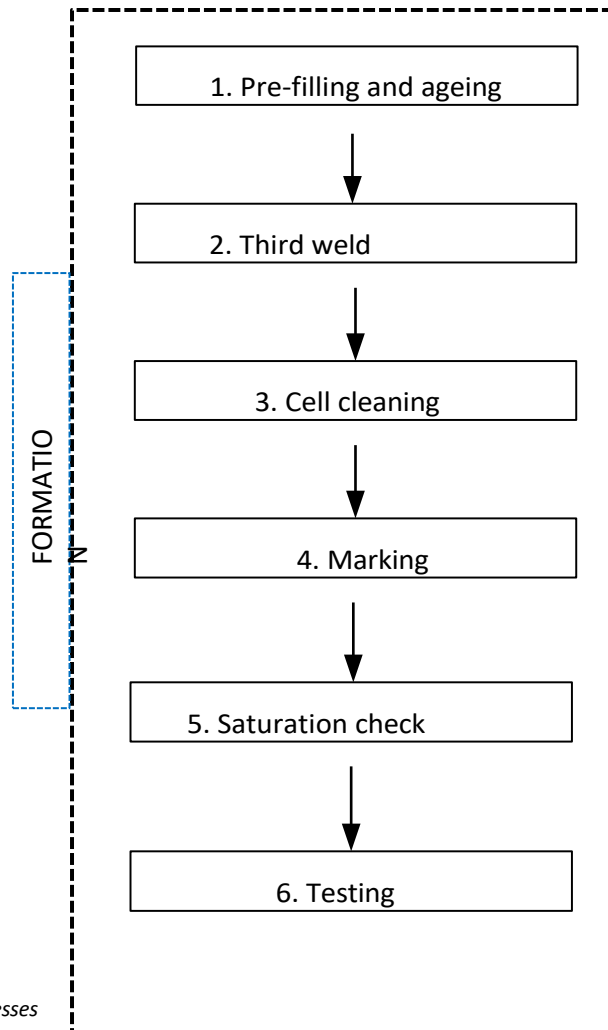 1. Pre-filling and ageing
2. Third weld
3. Cell cleaning
FORMATIO
N
4. Marking
5. Saturation check
6. Testing
esses